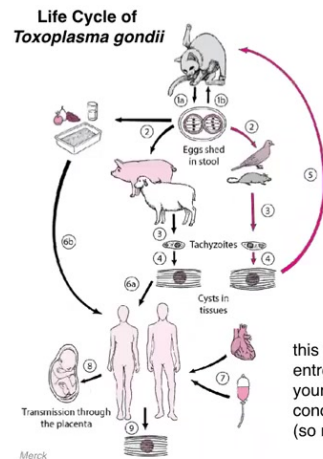 Life Cycle of
Toxoplasma gondii
1a
1b
2
2
Eggs shed
in stool
5
3
3
Tachyzoites
4
4
6b
6a
Cysts in
tissues
this
entr
your
conc
(so r
8
7
Transmission through
the placenta
9
Merck